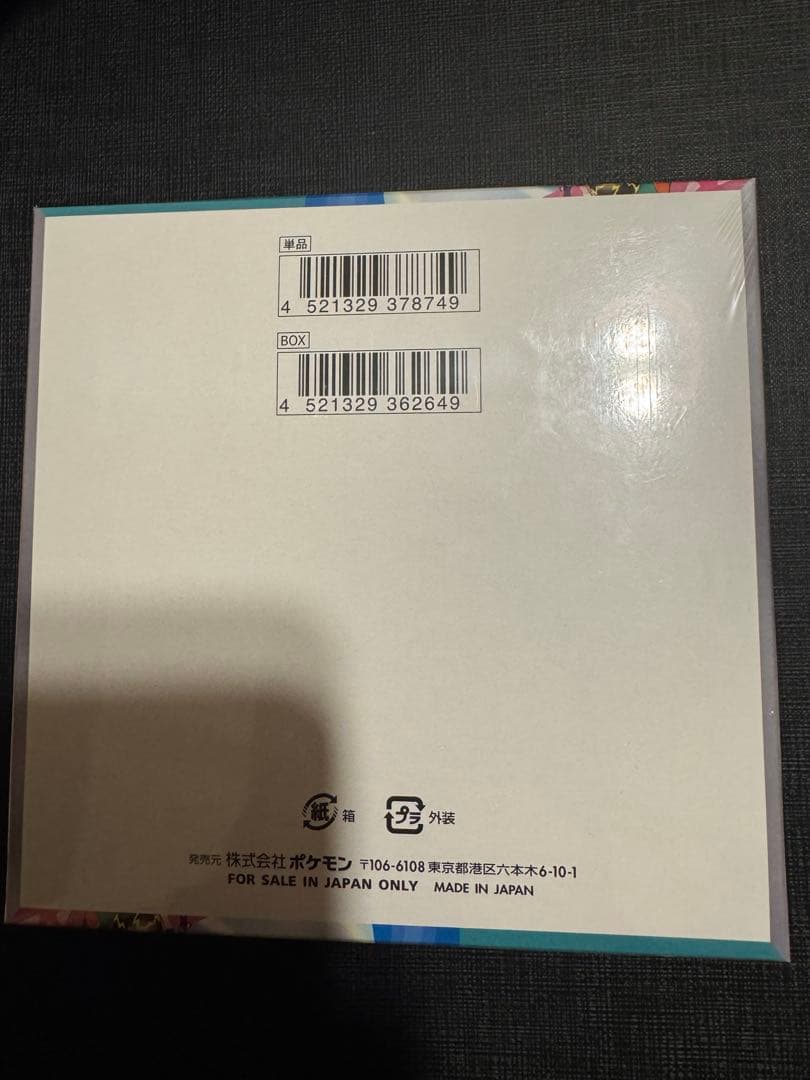 単品
4 521329 378749
BOX
4 521329 362649
紙 箱 プラ 外装
発売元 株式会社 ポケモン 〒106-6108 東京都港区六本木6-10-1
FOR SALE IN JAPAN ONLY MADE IN JAPAN